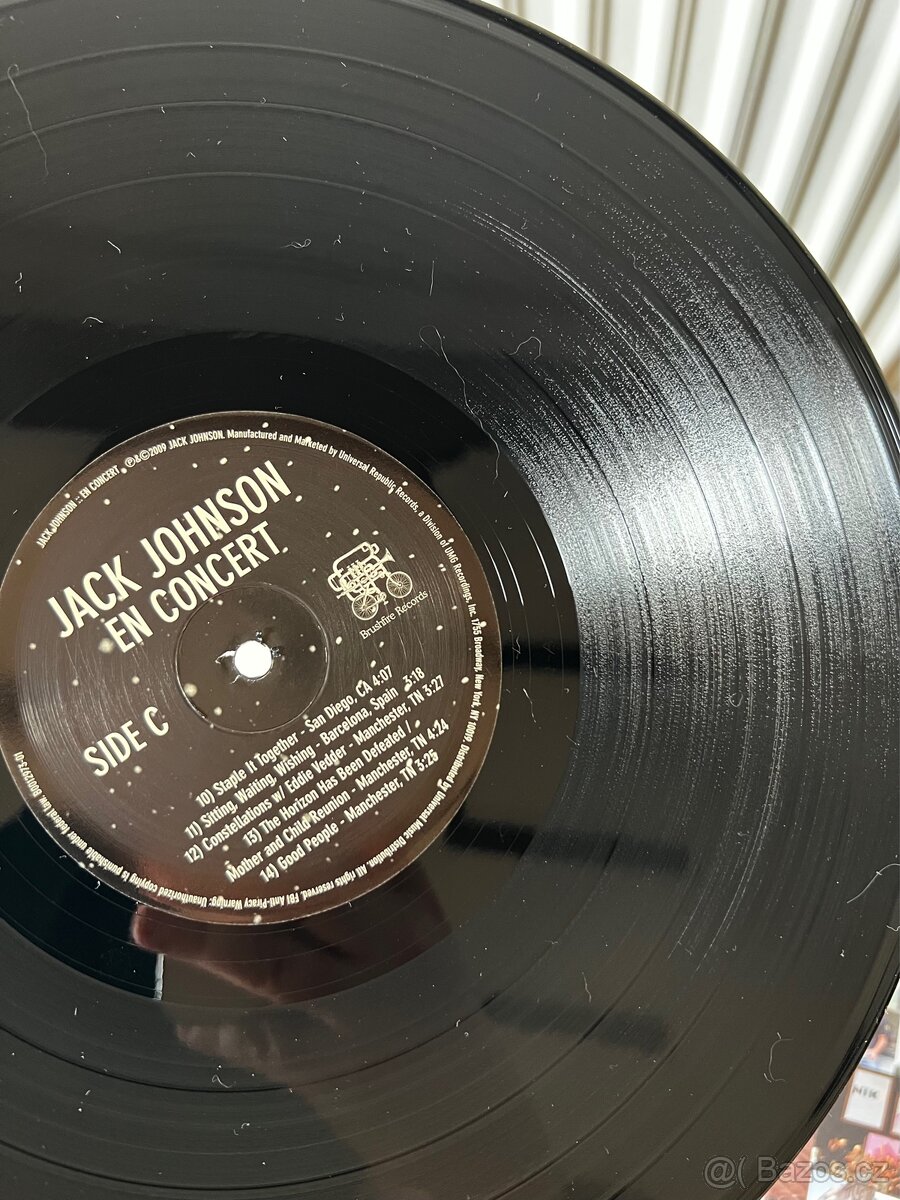 JACK JOHNSON :: EN CONCERT ℗&©2009 JACK JOHNSON. Manufactured and Marketed by Universal Republic Records, a Division of UMG Recordings, Inc. 1755 Broadway, New York, NY 10019. Distributed by Universal Music Distribution. All rights reserved. FBI Anti-Piracy Warning: Unauthorized copying is punishable under federal law. B0012973-01
JACK JOHNSON
EN CONCERT
Brushfire Records
SIDE C
10) Staple It Together - San Diego, CA 4:07
11) Sitting, Waiting, Wishing - Barcelona, Spain 3:18
12) Constellations w/ Eddie Vedder - Manchester, TN 3:27
13) The Horizon Has Been Defeated /
Mother and Child Reunion - Manchester, TN 4:24
14) Good People - Manchester, TN 3:25
NTK
@( Bazos.cz